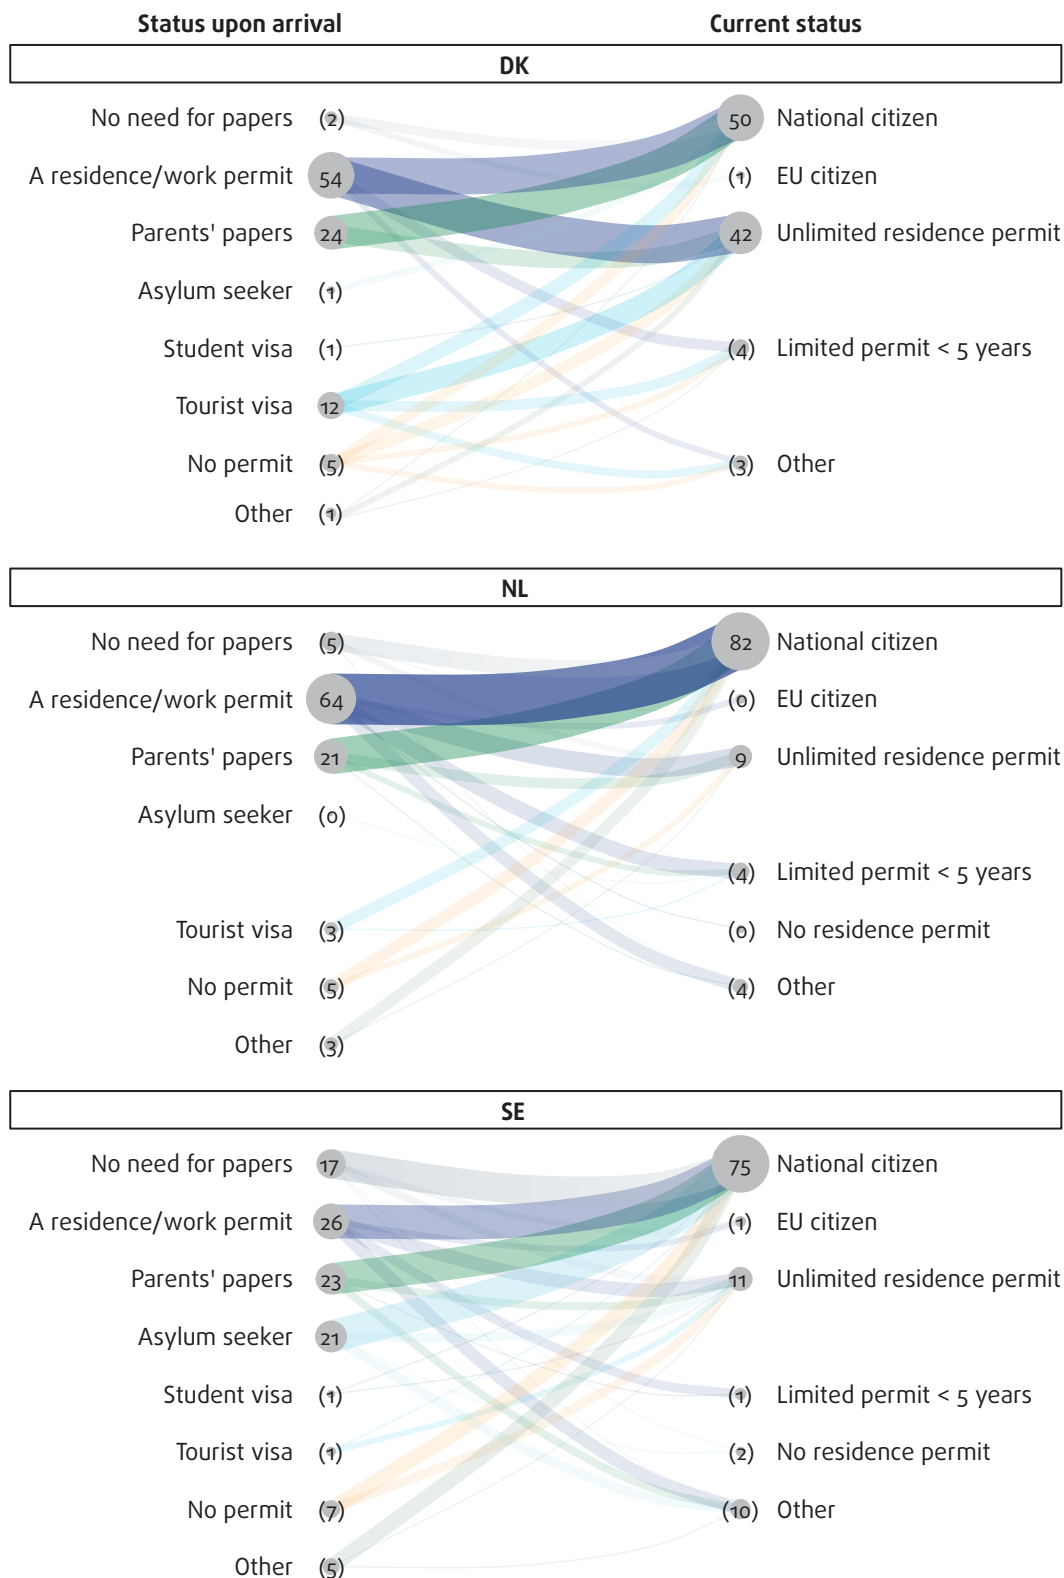 Status upon arrival Current status
DK
No need for papers (2) 50 National citizen
A residence/work permit 54 (1) EU citizen
Parents' papers 24 42 Unlimited residence permit
Asylum seeker (1)
Student visa (1) (4) Limited permit < 5 years
Tourist visa 12
No permit (5) (3) Other
Other (1)
NL
No need for papers (5) 82 National citizen
A residence/work permit 64 (0) EU citizen
Parents' papers 21 9 Unlimited residence permit
Asylum seeker (0)
(4) Limited permit < 5 years
Tourist visa (3) (0) No residence permit
No permit (5) (4) Other
Other (3)
SE
No need for papers 17 75 National citizen
A residence/work permit 26 (1) EU citizen
Parents' papers 23 11 Unlimited residence permit
Asylum seeker 21
Student visa (1) (1) Limited permit < 5 years
Tourist visa (1) (2) No residence permit
No permit (7) (10) Other
Other (5)